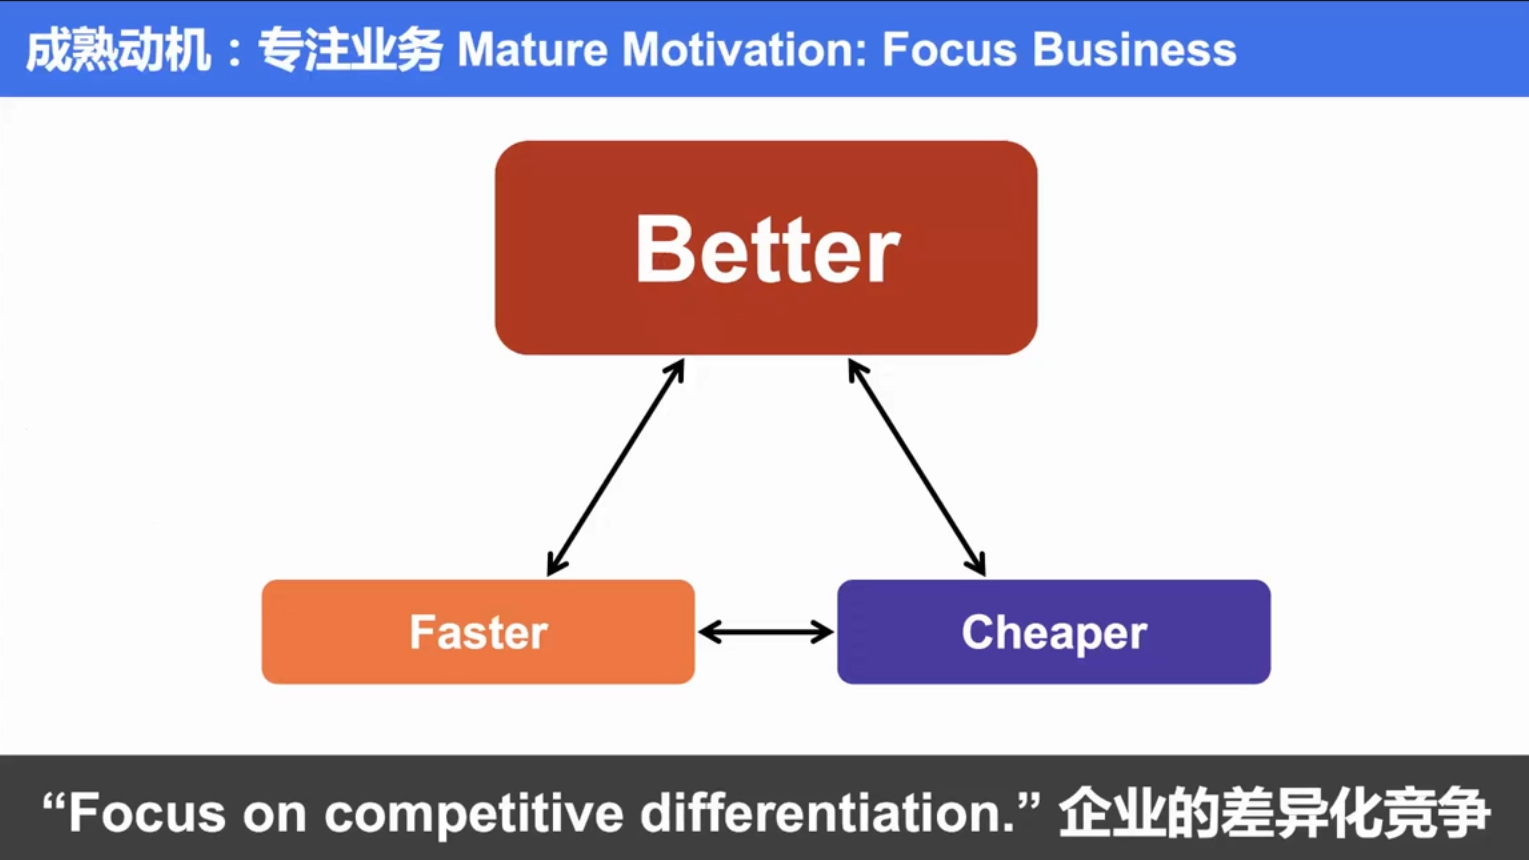 成熟动机：专注业务 Mature Motivation: Focus Business
Better
Faster
Cheaper
“Focus on competitive differentiation.” 企业的差异化竞争